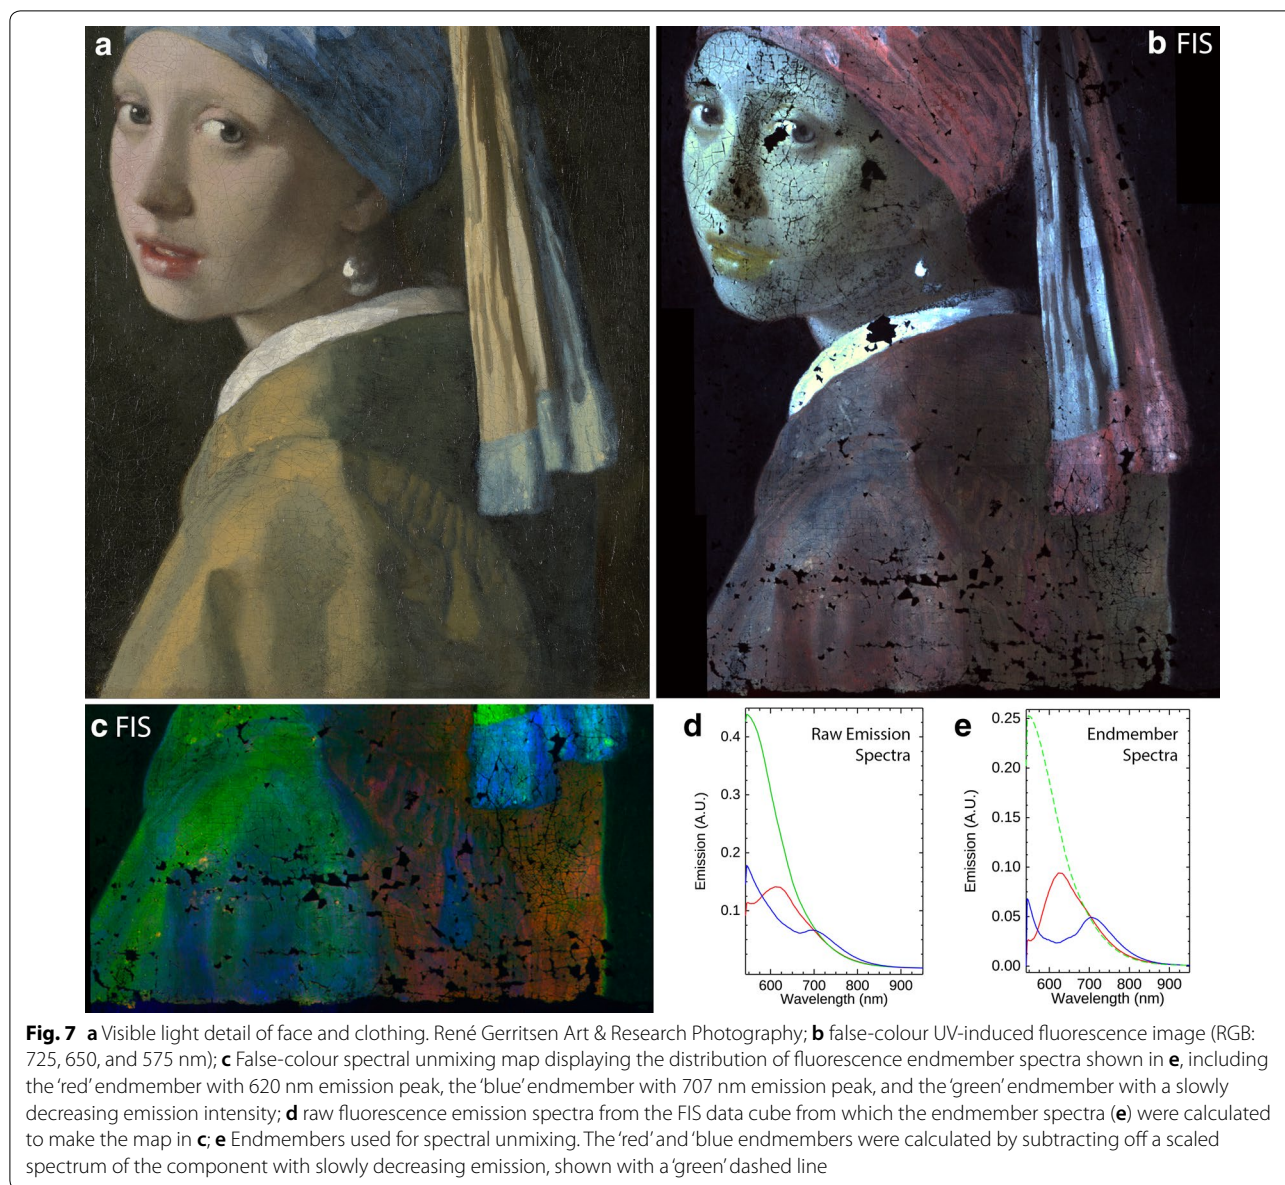 a
b FIS
c FIS
d
Raw Emission
Spectra
0.4
0.3
0.2
0.1
Emission (A.U.)
600 700 800 900
Wavelength (nm)
e
Endmember
Spectra
0.25
0.20
0.15
0.10
0.05
0.00
Emission (A.U.)
600 700 800 900
Wavelength (nm)
Fig. 7 a Visible light detail of face and clothing. René Gerritsen Art & Research Photography; b false-colour UV-induced fluorescence image (RGB:
725, 650, and 575 nm); c False-colour spectral unmixing map displaying the distribution of fluorescence endmember spectra shown in e, including
the ‘red’ endmember with 620 nm emission peak, the ‘blue’ endmember with 707 nm emission peak, and the ‘green’ endmember with a slowly
decreasing emission intensity; d raw fluorescence emission spectra from the FIS data cube from which the endmember spectra (e) were calculated
to make the map in c; e Endmembers used for spectral unmixing. The ‘red’ and ‘blue endmembers were calculated by subtracting off a scaled
spectrum of the component with slowly decreasing emission, shown with a ‘green’ dashed line